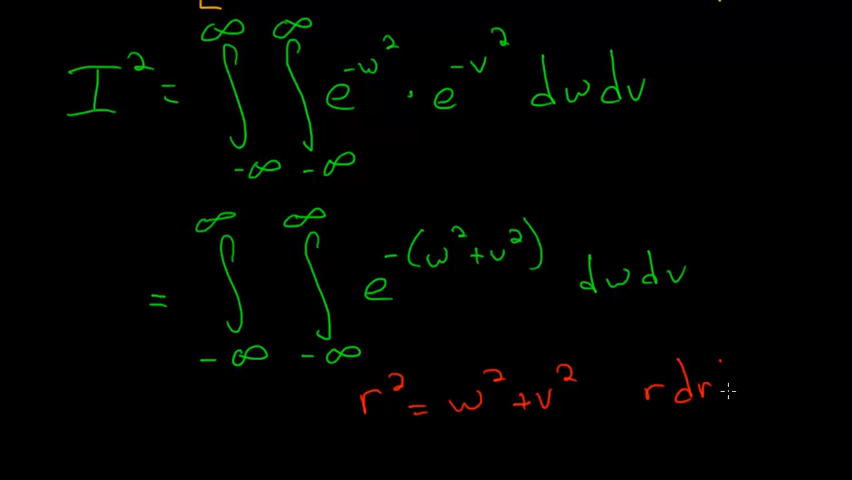 I² = ∫_{-∞}^{∞} ∫_{-∞}^{∞} e^{-w²} · e^{-v²} dw dv
= ∫_{-∞}^{∞} ∫_{-∞}^{∞} e^{-(w²+v²)} dw dv
r² = w² + v² r dr